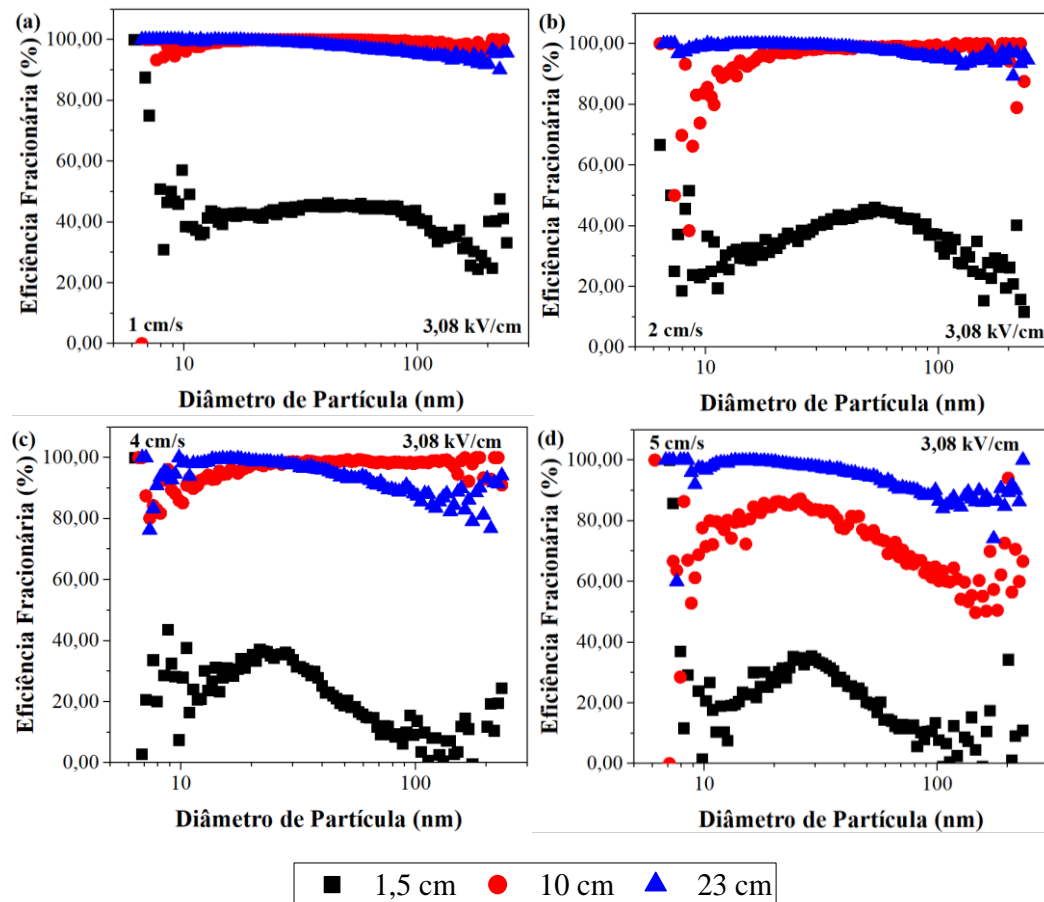 (a)
Eficiência Fracionária (%)
100,00
80,00
60,00
40,00
20,00
0,00
1 cm/s
3,08 kV/cm
10
100
Diâmetro de Partícula (nm)
(b)
Eficiência Fracionária (%)
100,00
80,00
60,00
40,00
20,00
0,00
2 cm/s
3,08 kV/cm
10
100
Diâmetro de Partícula (nm)
(c)
Eficiência Fracionária (%)
4 cm/s
3,08 kV/cm
100,00
80,00
60,00
40,00
20,00
0,00
10
100
Diâmetro de Partícula (nm)
(d)
Eficiência Fracionária (%)
5 cm/s
3,08 kV/cm
100,00
80,00
60,00
40,00
20,00
0,00
10
100
Diâmetro de Partícula (nm)
1,5 cm 10 cm 23 cm